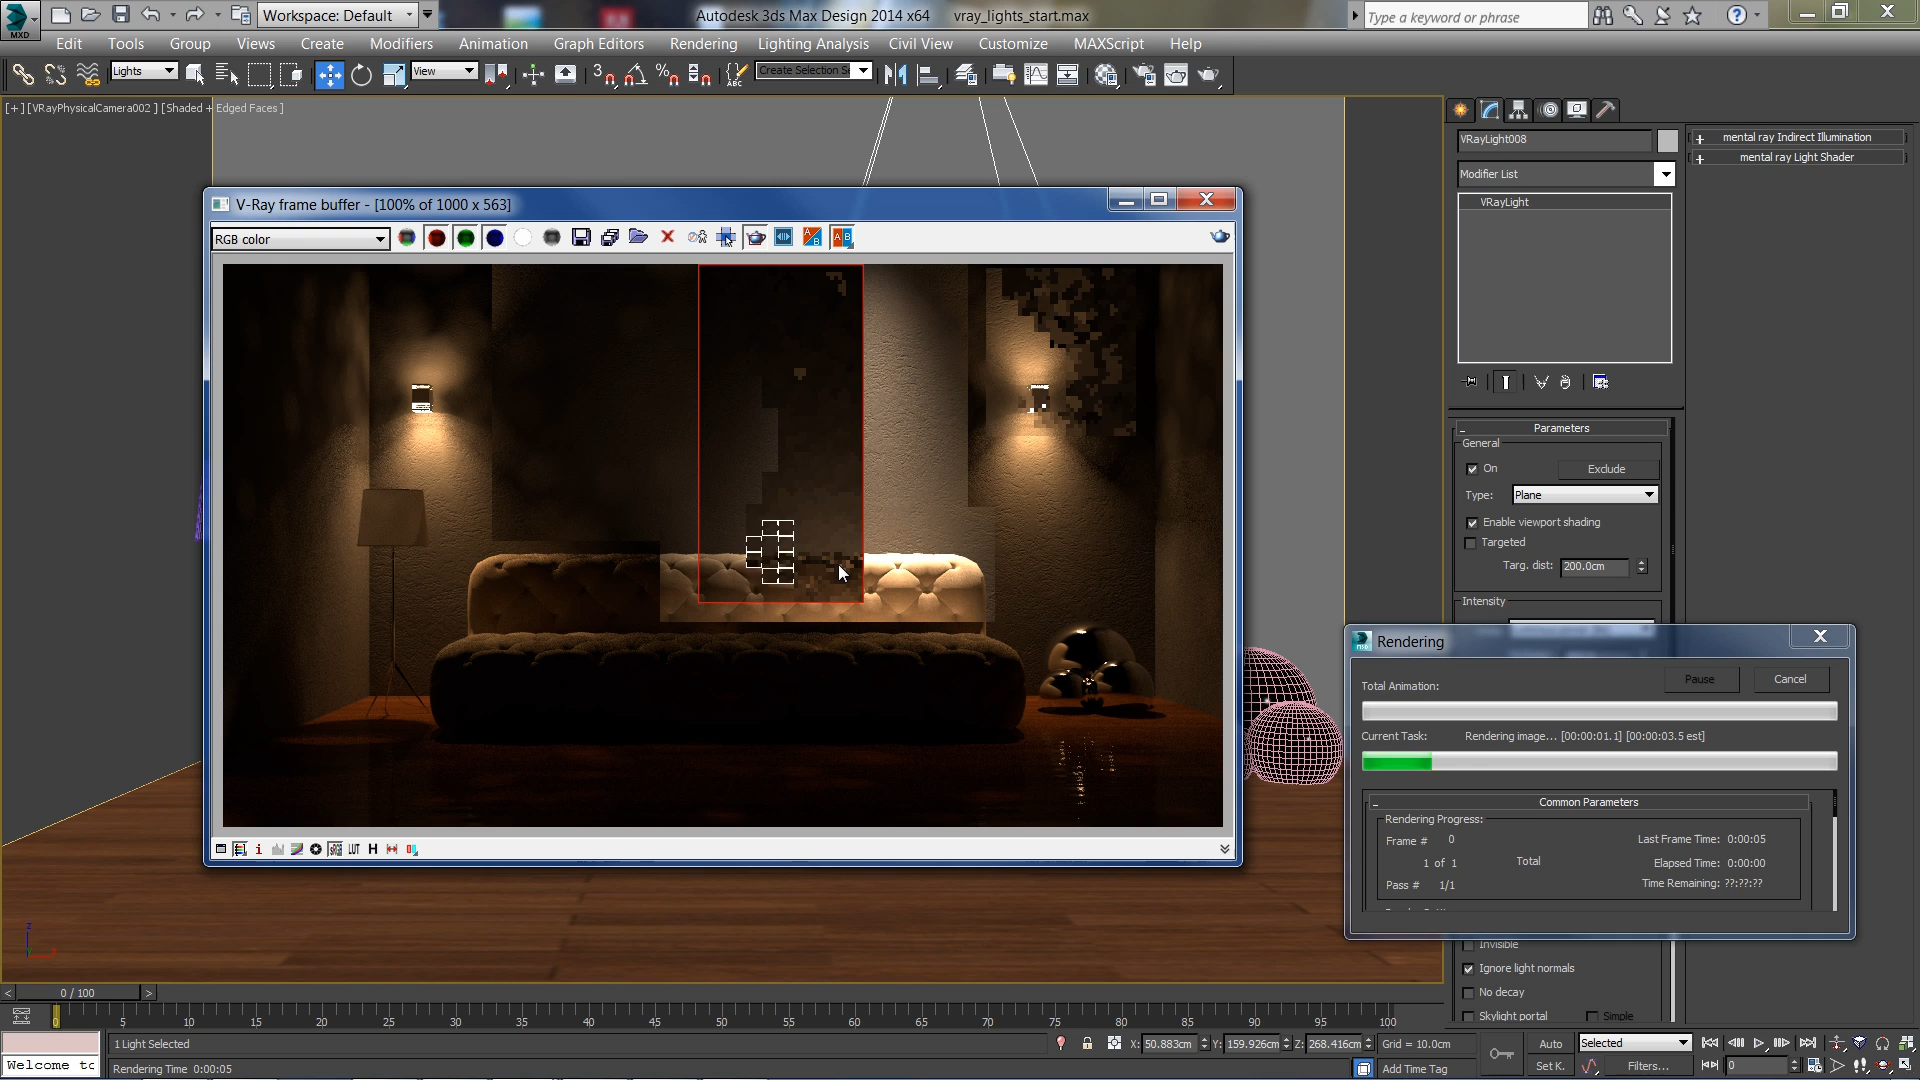 MXD
Workspace: Default
Autodesk 3ds Max Design 2014 x64 vray_lights_start.max
Type a keyword or phrase
Edit Tools Group Views Create Modifiers Animation Graph Editors Rendering Lighting Analysis Civil View Customize MAXScript Help
Lights
View
Create Selection Se
[+] [VRayPhysicalCamera002 ] [Shaded + Edged Faces ]
V-Ray frame buffer - [100% of 1000 x 563]
RGB color
LUT H
VRayLight008
Modifier List
VRayLight
mental ray Indirect Illumination
mental ray Light Shader
Parameters
General
On
Exclude
Type: Plane
Enable viewport shading
Targeted
Targ. dist: 200.0cm
Intensity
Rendering
Total Animation:
Pause
Cancel
Current Task: Rendering image... [00:00:01.1] [00:00:03.5 est]
Common Parameters
Rendering Progress:
Frame # 0
Last Frame Time: 0:00:05
1 of 1
Total
Elapsed Time: 0:00:00
Pass # 1/1
Time Remaining: ??:??:??
Invisible
Ignore light normals
No decay
Skylight portal
Simple
0 / 100
0 5 10 15 20 25 30 35 40 45 50 55 60 65 70 75 80 85 90 95 100
1 Light Selected
X: 50.883cm Y: 159.926cm Z: 268.416cm
Grid = 10.0cm
Auto
Selected
Welcome to
Rendering Time 0:00:05
Add Time Tag
Set K.
Filters...
0